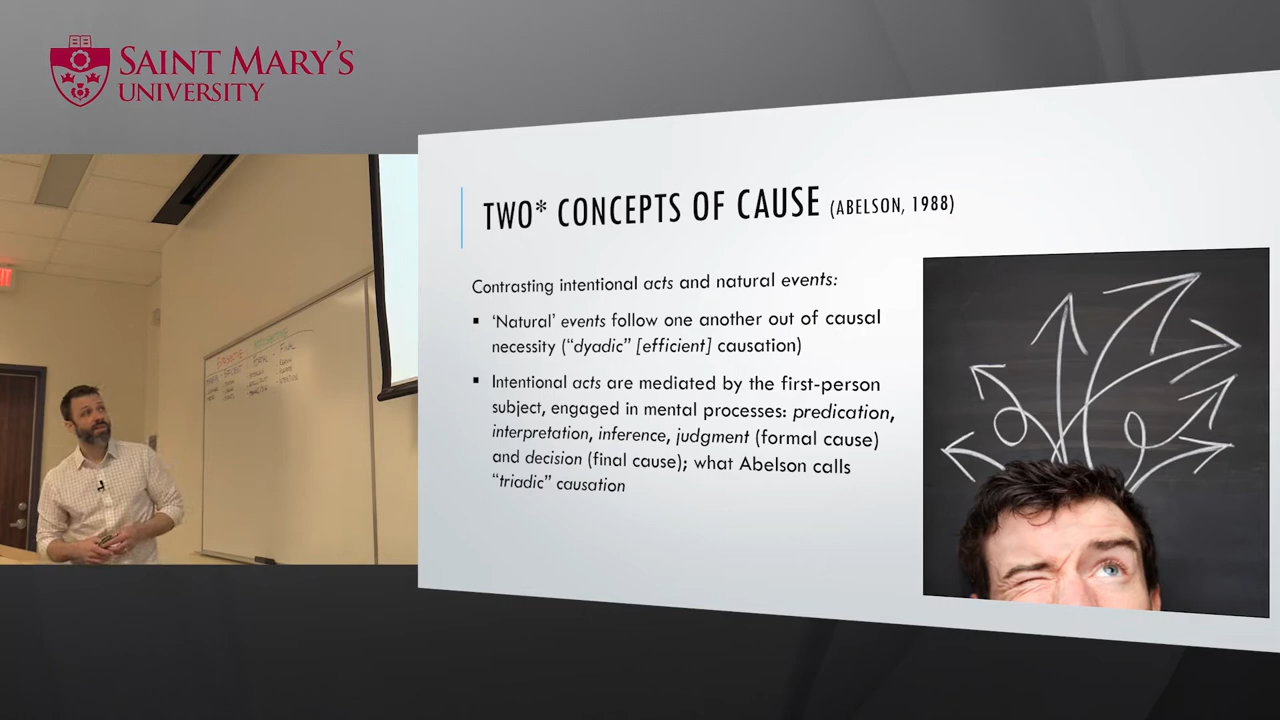 SAINT MARY'S
UNIVERSITY
TWO* CONCEPTS OF CAUSE (ABELSON, 1988)
Contrasting intentional acts and natural events:
▪ ‘Natural’ events follow one another out of causal
necessity (“dyadic” [efficient] causation)
▪ Intentional acts are mediated by the first-person
subject, engaged in mental processes: predication,
interpretation, inference, judgment (formal cause)
and decision (final cause); what Abelson calls
“triadic” causation